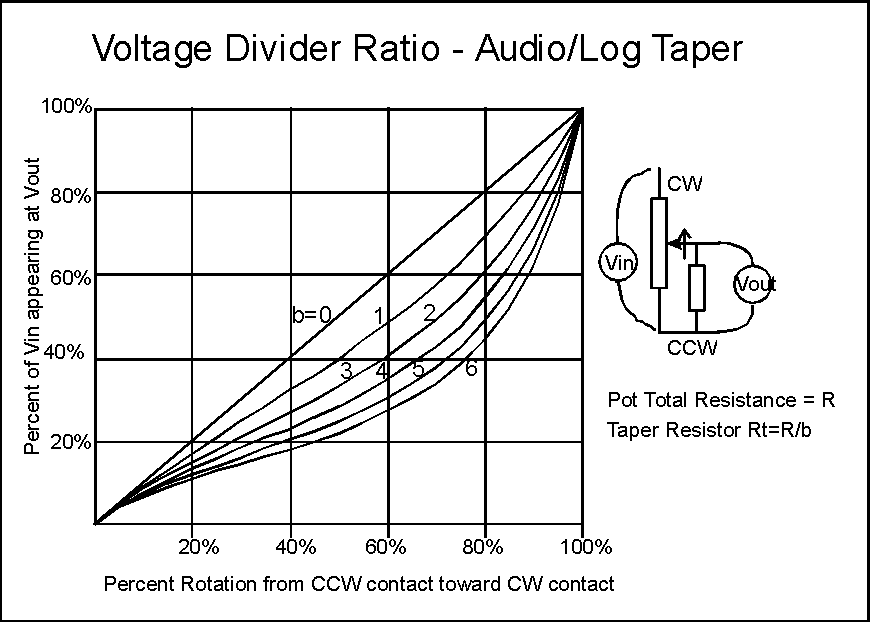 Voltage Divider Ratio - Audio/Log Taper
Percent of Vin appearing at Vout
100%
80%
60%
40%
20%
b=0
1
2
3
4
5
6
20%
40%
60%
80%
100%
Percent Rotation from CCW contact toward CW contact
CW
Vin
Vout
CCW
Pot Total Resistance = R
Taper Resistor Rt=R/b